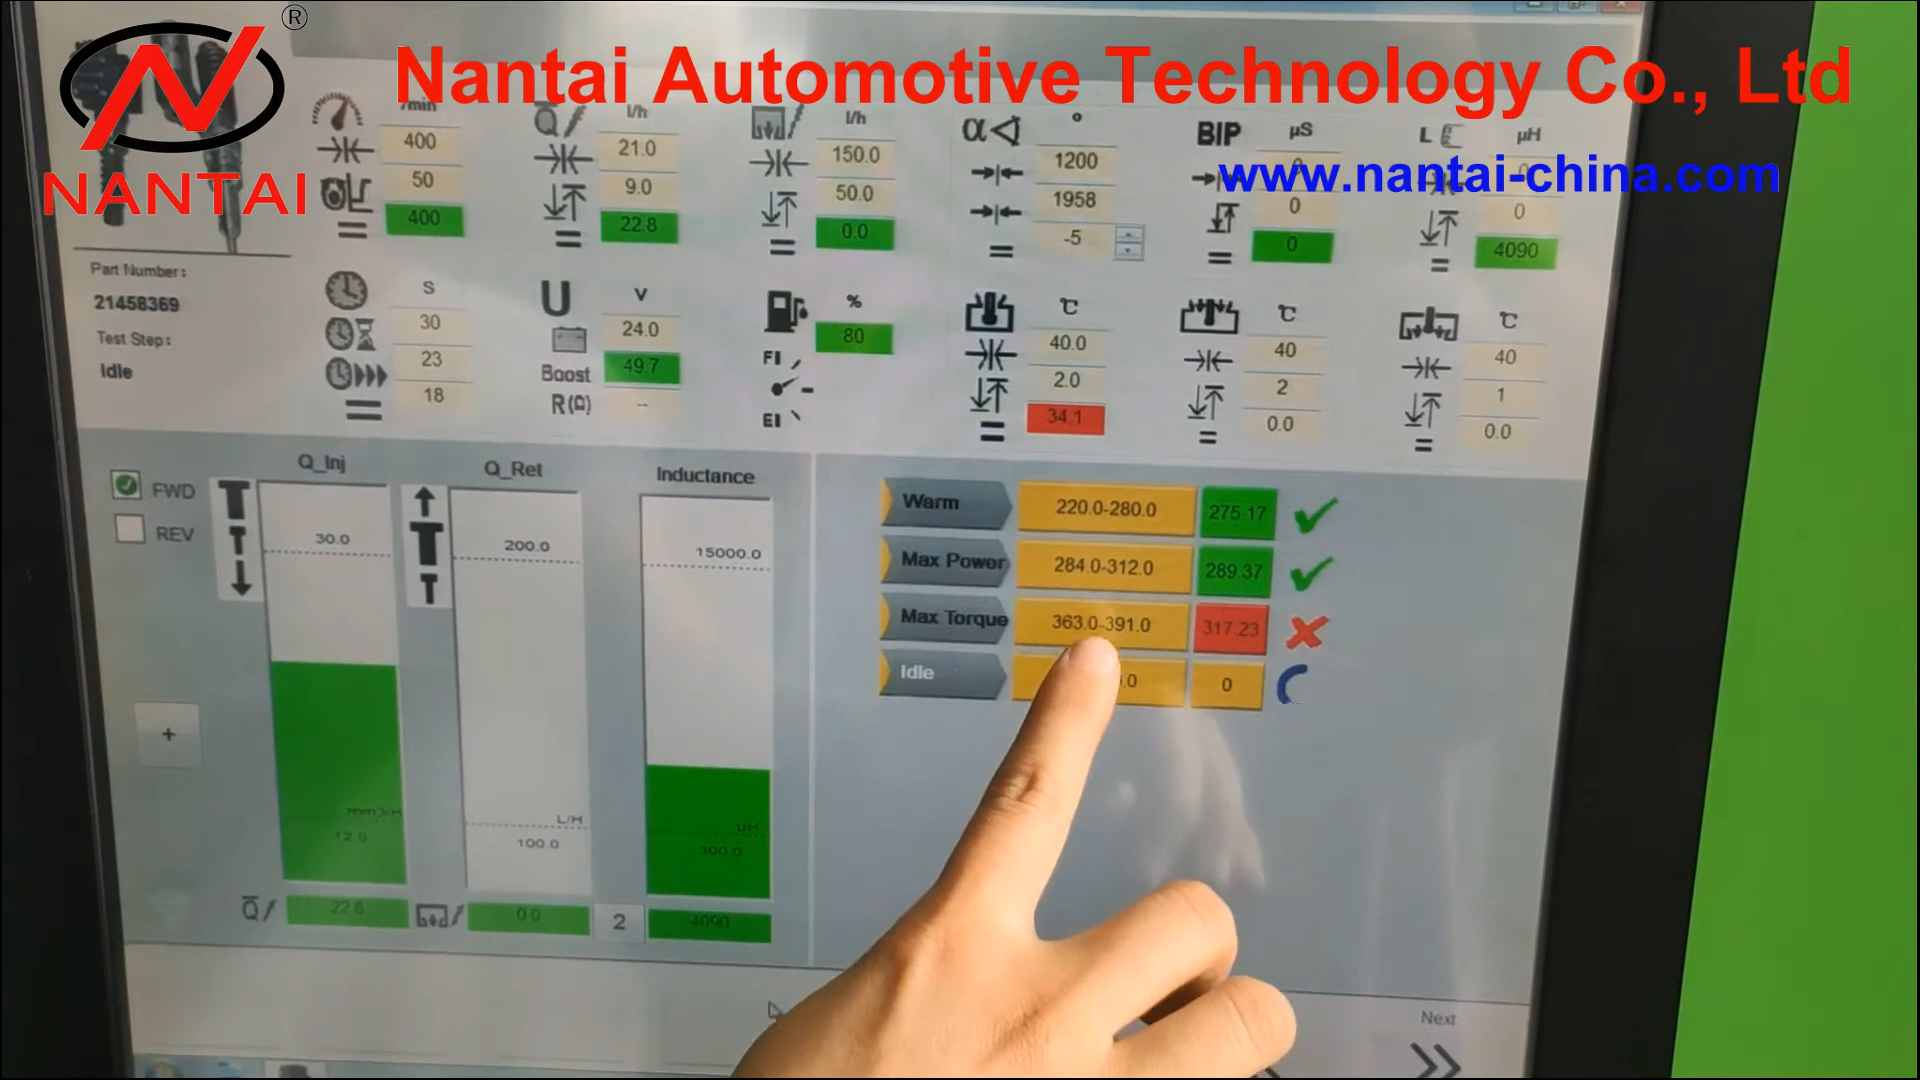 ®
Nantai Automotive Technology Co., Ltd
NANTAI
www.nantai-china.com
/min
400
50
400
l/h
21.0
9.0
22.8
l/h
150.0
50.0
0.0
α °
1200
1958
-5
BIP µS
0
0
0
L µH
0
4090
Part Number:
21458369
Test Step:
Idle
S
30
23
18
U V
24.0
Boost 49.7
R(Ω) --
%
80
FI
EI
℃
40.0
2.0
34.1
℃
40
2
0.0
℃
40
1
0.0
FWD
REV
Q_Inj
30.0
mm3/H
12.0
22.8
Q_Ret
200.0
L/H
100.0
0.0
2
Inductance
15000.0
µH
300.0
4090
+
Warm 220.0-280.0 275.17
Max Power 284.0-312.0 289.37
Max Torque 363.0-391.0 317.23
Idle .0 0
Next